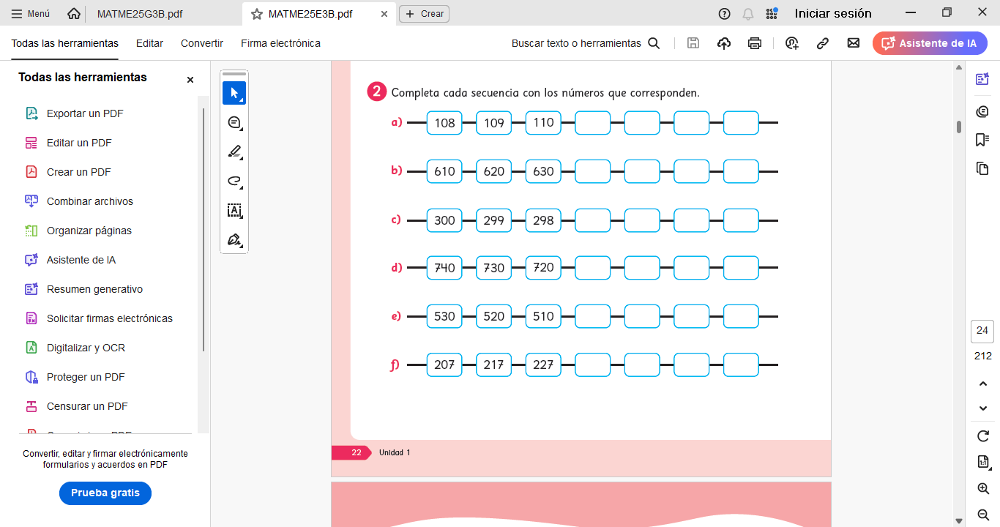 Menú
MATME25G3B.pdf
MATME25E3B.pdf
Crear
Iniciar sesión
Todas las herramientas
Editar
Convertir
Firma electrónica
Buscar texto o herramientas
Asistente de IA
Todas las herramientas
Exportar un PDF
Editar un PDF
Crear un PDF
Combinar archivos
Organizar páginas
Asistente de IA
Resumen generativo
Solicitar firmas electrónicas
Digitalizar y OCR
Proteger un PDF
Censurar un PDF
Convertir, editar y firmar electrónicamente
formularios y acuerdos en PDF
Prueba gratis
2 Completa cada secuencia con los números que corresponden.
a) 108 109 110
b) 610 620 630
c) 300 299 298
d) 740 730 720
e) 530 520 510
f) 207 217 227
22 Unidad 1
24
212